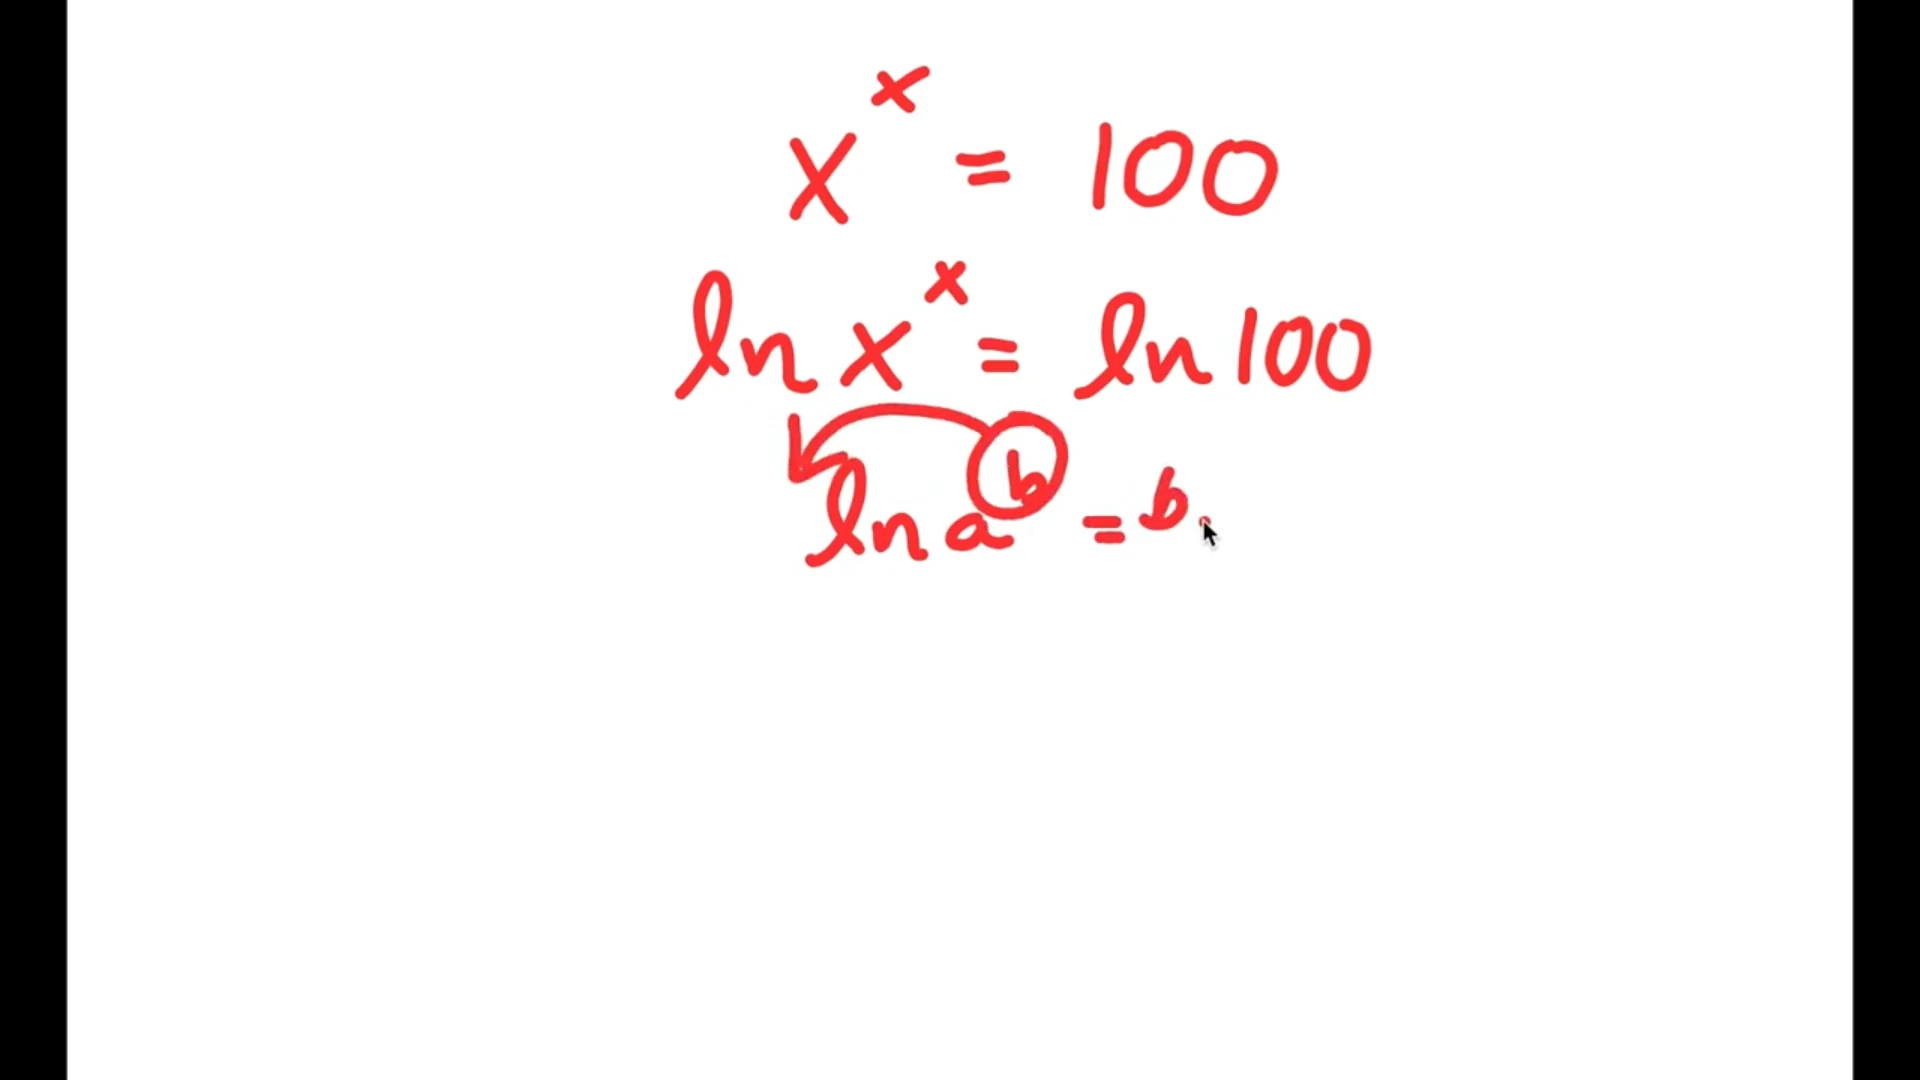 x^x = 100
ln x^x = ln 100
ln a^b = b·